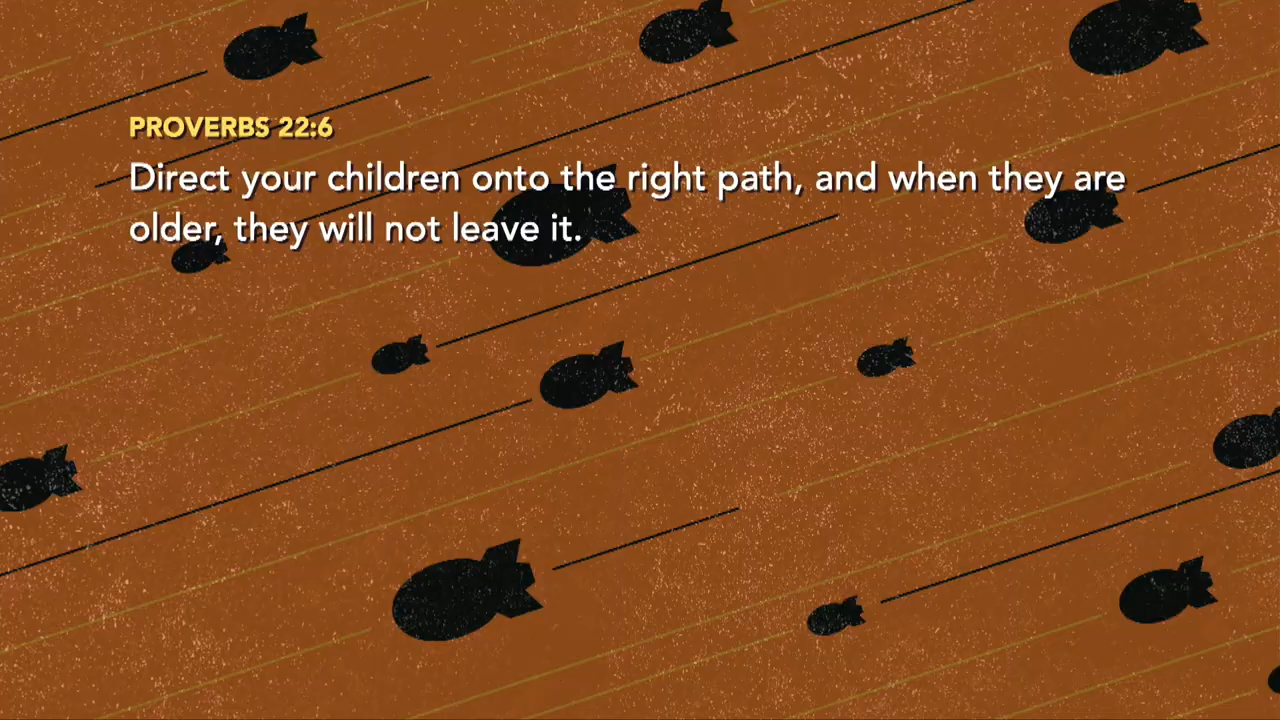 PROVERBS 22:6
Direct your children onto the right path, and when they are
older, they will not leave it.